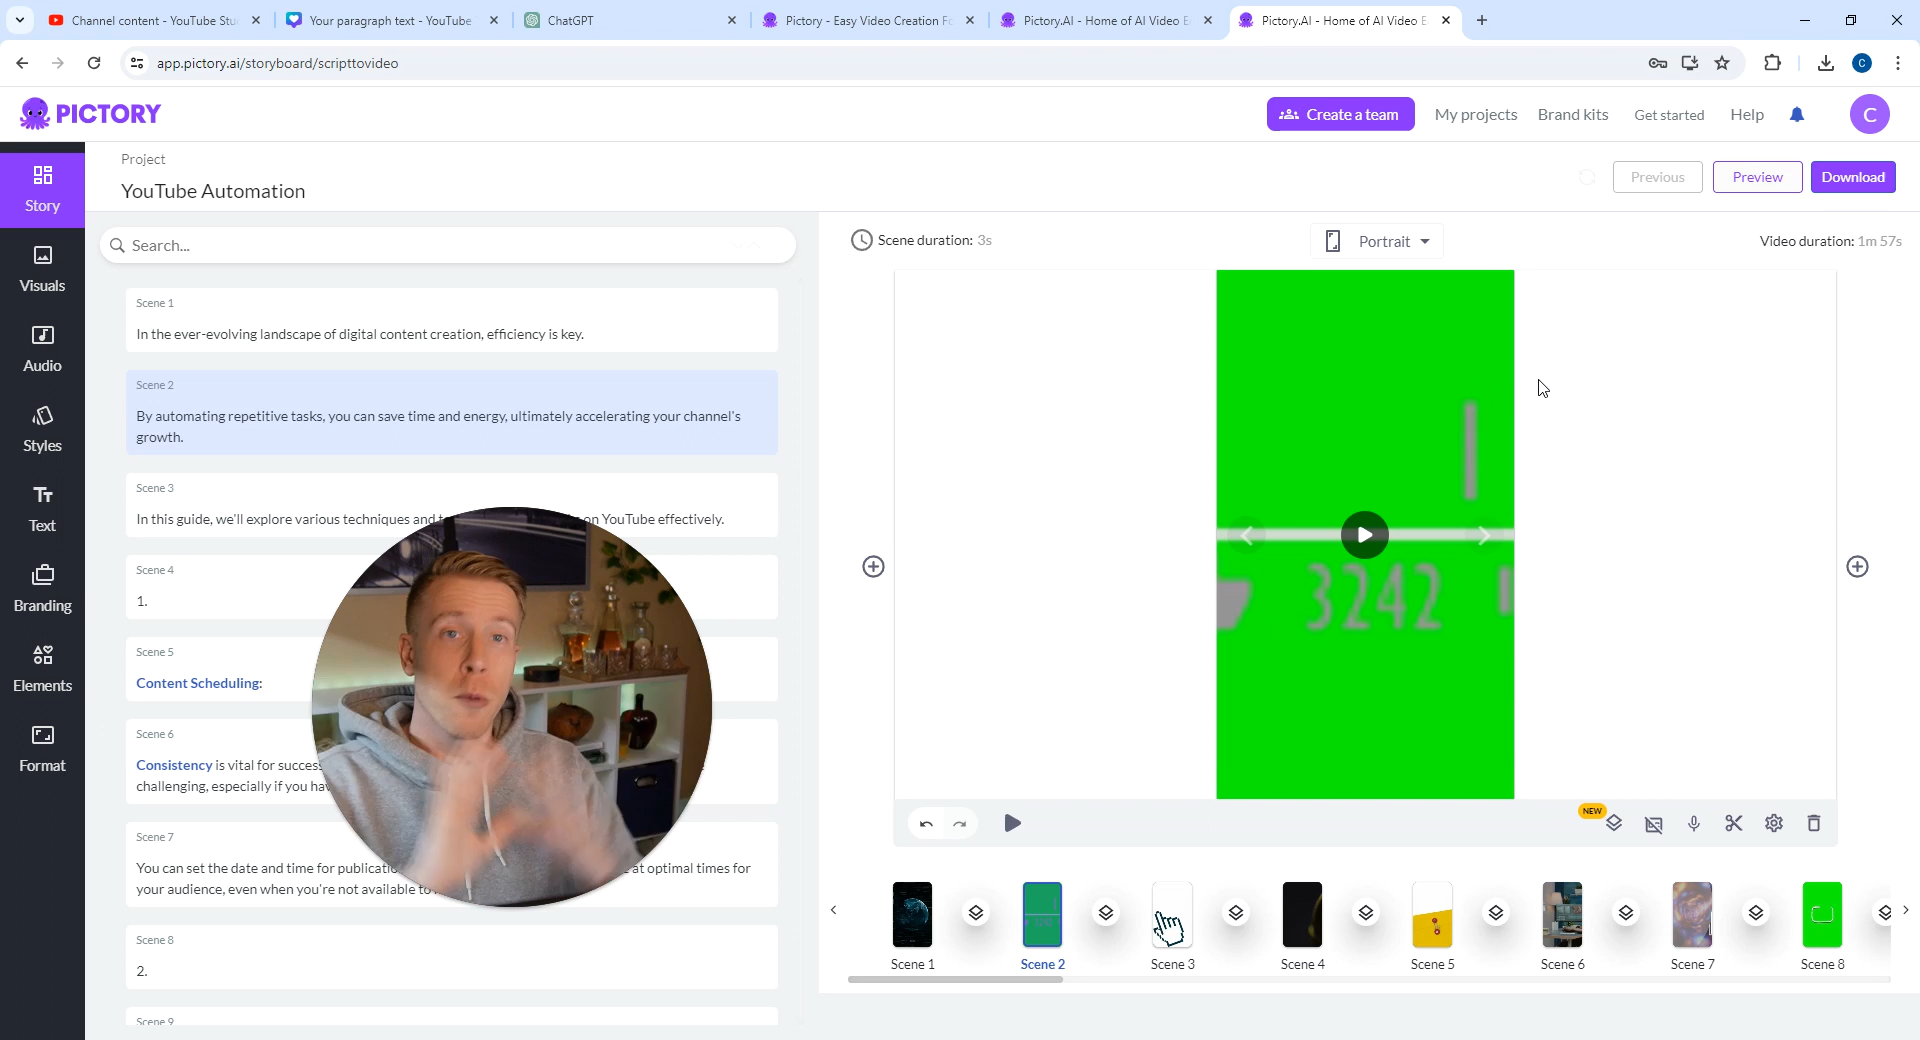 Channel content - YouTube Stu
Your paragraph text - YouTube
ChatGPT
Pictory - Easy Video Creation Fo
Pictory.AI - Home of AI Video E
Pictory.AI - Home of AI Video E
app.pictory.ai/storyboard/scripttovideo
C
PICTORY
Create a team
My projects
Brand kits
Get started
Help
C
Story
Visuals
Audio
Styles
Text
Branding
Elements
Format
Project
YouTube Automation
Previous
Preview
Download
Search...
Scene duration: 3s
Portrait
Video duration: 1m 57s
Scene 1
In the ever-evolving landscape of digital content creation, efficiency is key.
Scene 2
By automating repetitive tasks, you can save time and energy, ultimately accelerating your channel's
growth.
Scene 3
In this guide, we'll explore various techniques and on YouTube effectively.
Scene 4
1.
Scene 5
Content Scheduling:
Scene 6
Consistency is vital for
challenging, especially if you
Scene 7
You can set the date and time for at optimal times for
your audience, even when you're not available
Scene 8
2.
Scene 9
3242
NEW
Scene 1
Scene 2
Scene 3
Scene 4
Scene 5
Scene 6
Scene 7
Scene 8